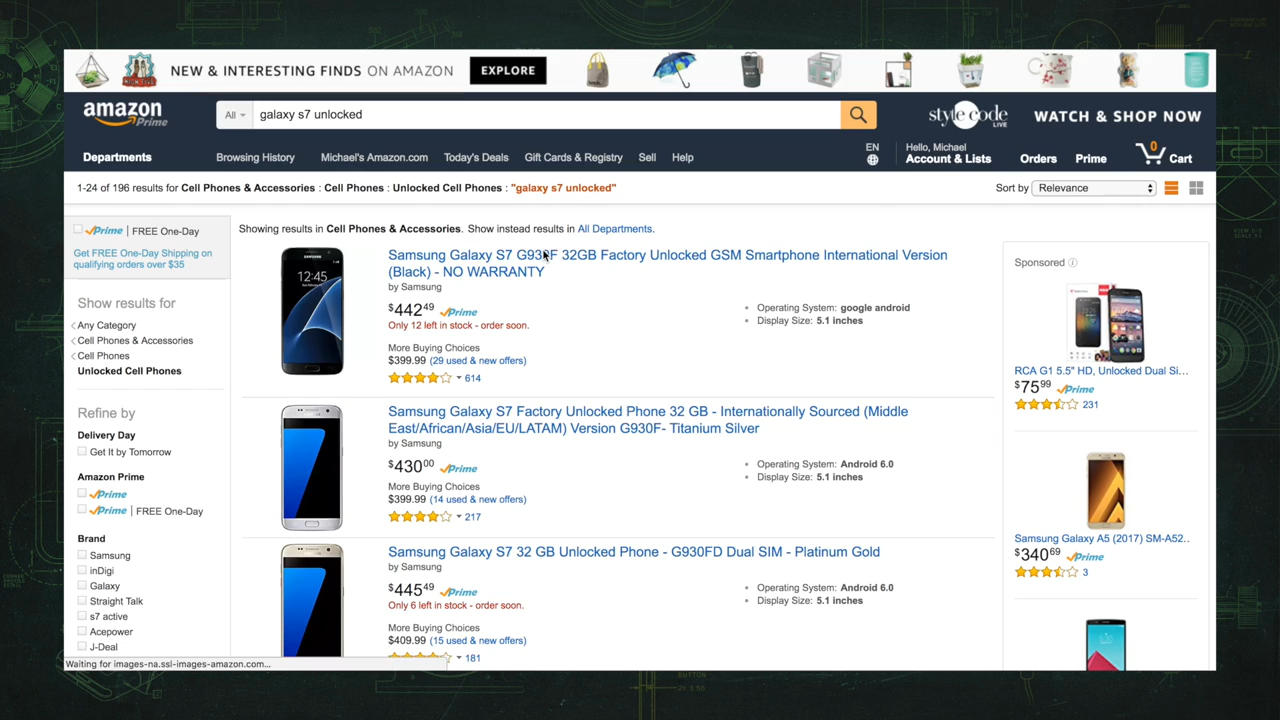 NEW & INTERESTING FINDS ON AMAZON
EXPLORE
amazon Prime
All
galaxy s7 unlocked
style code LIVE
WATCH & SHOP NOW
Departments
Browsing History
Michael's Amazon.com
Today's Deals
Gift Cards & Registry
Sell
Help
EN
Hello, Michael
Account & Lists
Orders
Prime
0
Cart
1-24 of 196 results for Cell Phones & Accessories : Cell Phones : Unlocked Cell Phones : "galaxy s7 unlocked"
Sort by Relevance
Prime | FREE One-Day
Get FREE One-Day Shipping on
qualifying orders over $35
Show results for
Any Category
Cell Phones & Accessories
Cell Phones
Unlocked Cell Phones
Refine by
Delivery Day
Get It by Tomorrow
Amazon Prime
Prime
Prime | FREE One-Day
Brand
Samsung
inDigi
Galaxy
Straight Talk
s7 active
Acepower
J-Deal
Showing results in Cell Phones & Accessories. Show instead results in All Departments.
12:45
Samsung Galaxy S7 G930F 32GB Factory Unlocked GSM Smartphone International Version
(Black) - NO WARRANTY
by Samsung
$442 49 Prime
Only 12 left in stock - order soon.
More Buying Choices
$399.99 (29 used & new offers)
614
Operating System: google android
Display Size: 5.1 inches
Samsung Galaxy S7 Factory Unlocked Phone 32 GB - Internationally Sourced (Middle
East/African/Asia/EU/LATAM) Version G930F- Titanium Silver
by Samsung
$430 00 Prime
More Buying Choices
$399.99 (14 used & new offers)
217
Operating System: Android 6.0
Display Size: 5.1 inches
Samsung Galaxy S7 32 GB Unlocked Phone - G930FD Dual SIM - Platinum Gold
by Samsung
$445 49 Prime
Only 6 left in stock - order soon.
More Buying Choices
$409.99 (15 used & new offers)
181
Operating System: Android 6.0
Display Size: 5.1 inches
Sponsored
RCA G1 5.5" HD, Unlocked Dual Si...
$75 99 Prime
231
Samsung Galaxy A5 (2017) SM-A52..
$340 69 Prime
3
Waiting for images-na.ssl-images-amazon.com...
BUTTON